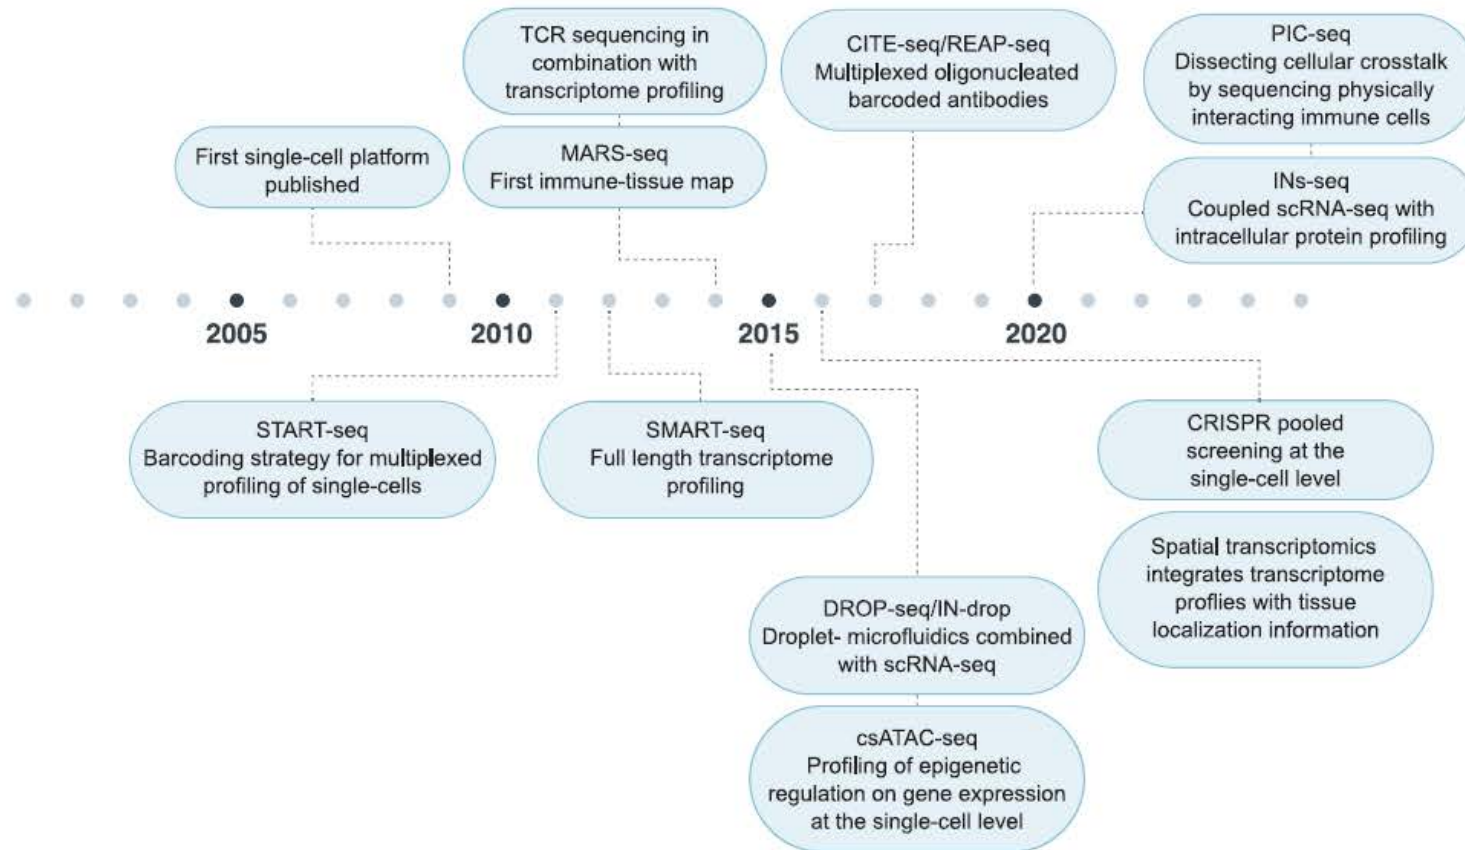 TCR sequencing in
combination with
transcriptome profiling
CITE-seq/REAP-seq
Multiplexed oligonucleated
barcoded antibodies
PIC-seq
Dissecting cellular crosstalk
by sequencing physically
interacting immune cells
First single-cell platform
published
MARS-seq
First immune-tissue map
INs-seq
Coupled scRNA-seq with
intracellular protein profiling
2005
2010
2015
2020
START-seq
Barcoding strategy for multiplexed
profiling of single-cells
SMART-seq
Full length transcriptome
profiling
CRISPR pooled
screening at the
single-cell level
Spatial transcriptomics
integrates transcriptome
proflies with tissue
localization information
DROP-seq/IN-drop
Droplet- microfluidics combined
with scRNA-seq
csATAC-seq
Profiling of epigenetic
regulation on gene expression
at the single-cell level